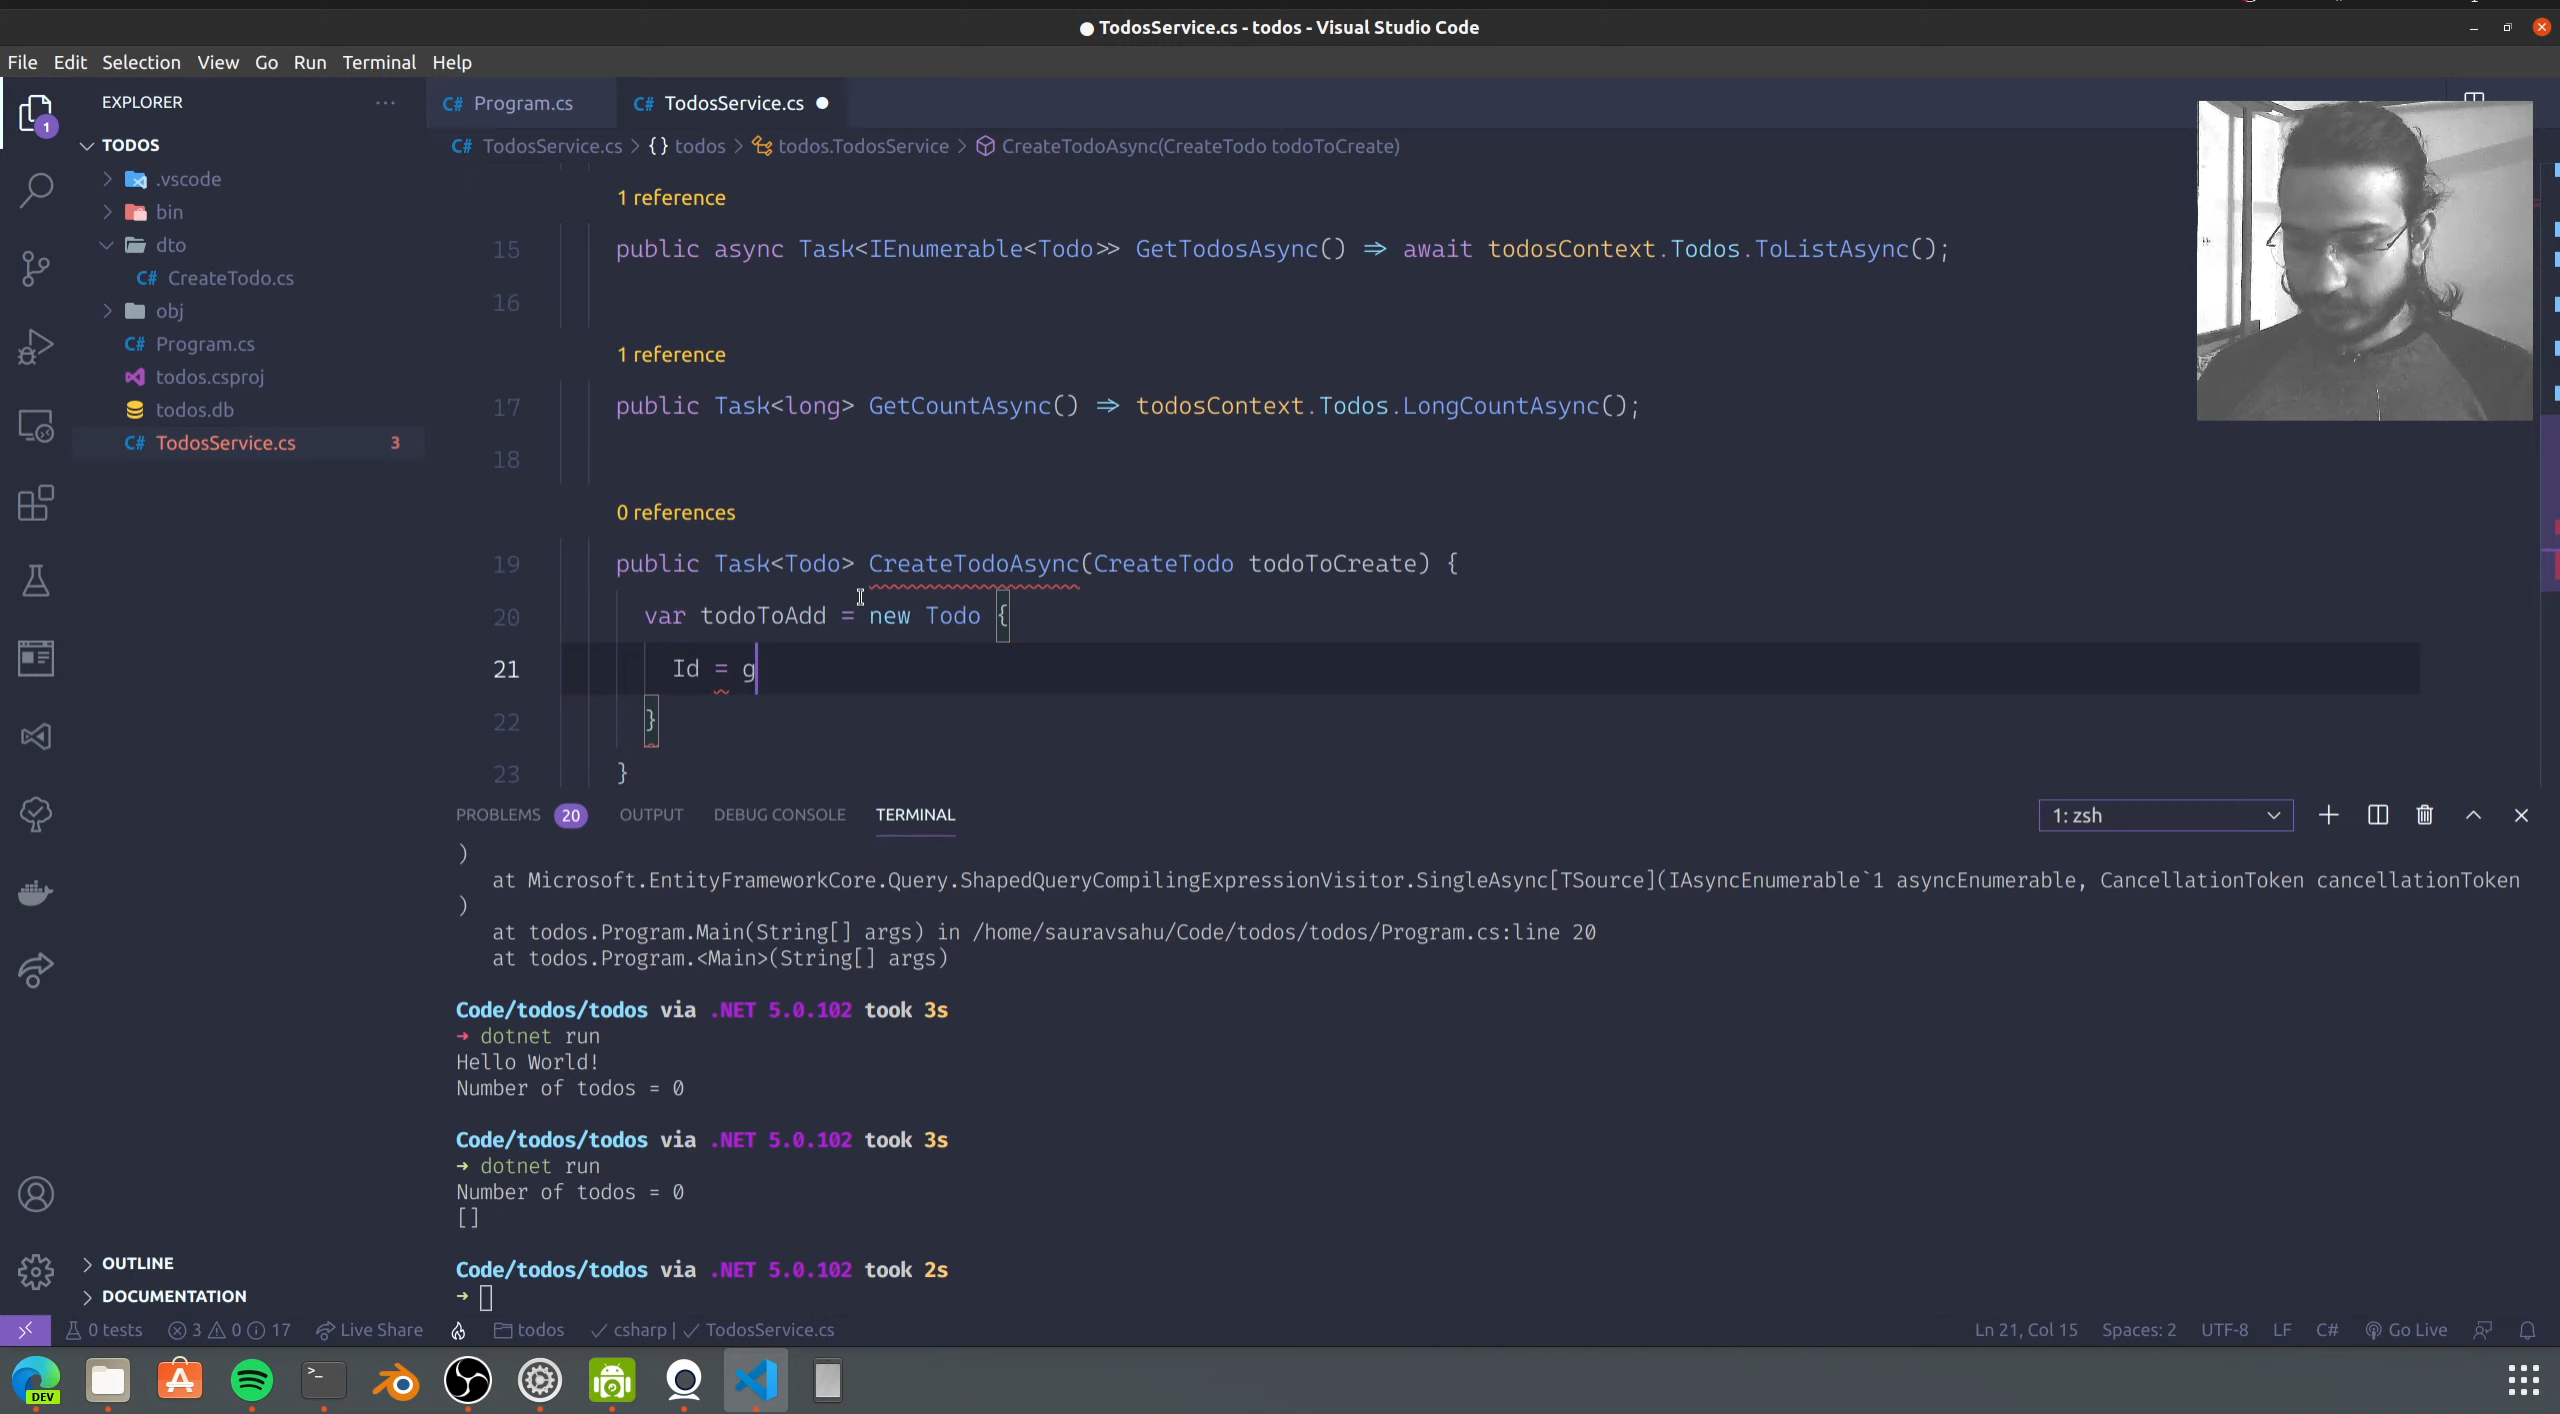 ● TodosService.cs - todos - Visual Studio Code
File Edit Selection View Go Run Terminal Help
EXPLORER
1
TODOS
.vscode
bin
dto
C# CreateTodo.cs
obj
C# Program.cs
todos.csproj
todos.db
C# TodosService.cs 3
OUTLINE
DOCUMENTATION
C# Program.cs C# TodosService.cs ●
C# TodosService.cs > {} todos > todos.TodosService > CreateTodoAsync(CreateTodo todoToCreate)
1 reference
15 public async Task<IEnumerable<Todo>> GetTodosAsync() => await todosContext.Todos.ToListAsync();
16
1 reference
17 public Task<long> GetCountAsync() => todosContext.Todos.LongCountAsync();
18
0 references
19 public Task<Todo> CreateTodoAsync(CreateTodo todoToCreate) {
20 var todoToAdd = new Todo {
21 Id = g
22 }
23 }
PROBLEMS 20 OUTPUT DEBUG CONSOLE TERMINAL 1: zsh
)
at Microsoft.EntityFrameworkCore.Query.ShapedQueryCompilingExpressionVisitor.SingleAsync[TSource](IAsyncEnumerable`1 asyncEnumerable, CancellationToken cancellationToken
)
at todos.Program.Main(String[] args) in /home/sauravsahu/Code/todos/todos/Program.cs:line 20
at todos.Program.<Main>(String[] args)
Code/todos/todos via .NET 5.0.102 took 3s
➜ dotnet run
Hello World!
Number of todos = 0
Code/todos/todos via .NET 5.0.102 took 3s
➜ dotnet run
Number of todos = 0
[]
Code/todos/todos via .NET 5.0.102 took 2s
➜
0 tests 3 0 17 Live Share todos csharp | TodosService.cs Ln 21, Col 15 Spaces: 2 UTF-8 LF C# Go Live
DEV